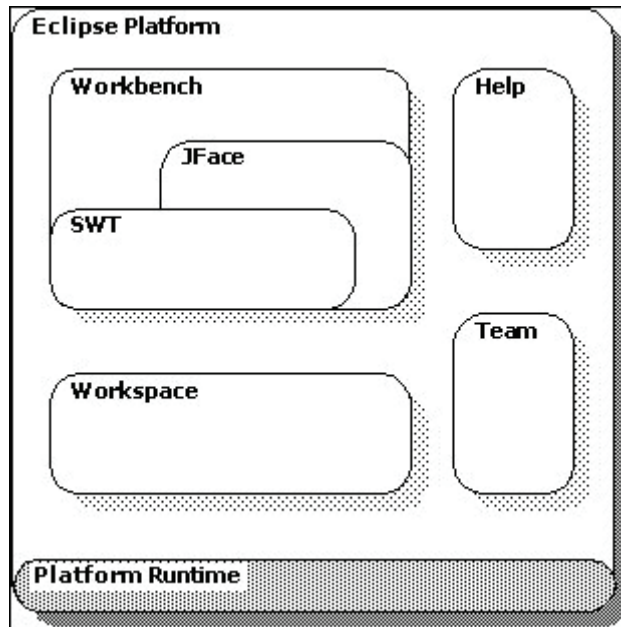 Eclipse Platform
Workbench
Help
JFace
SWT
Team
Workspace
Platform Runtime